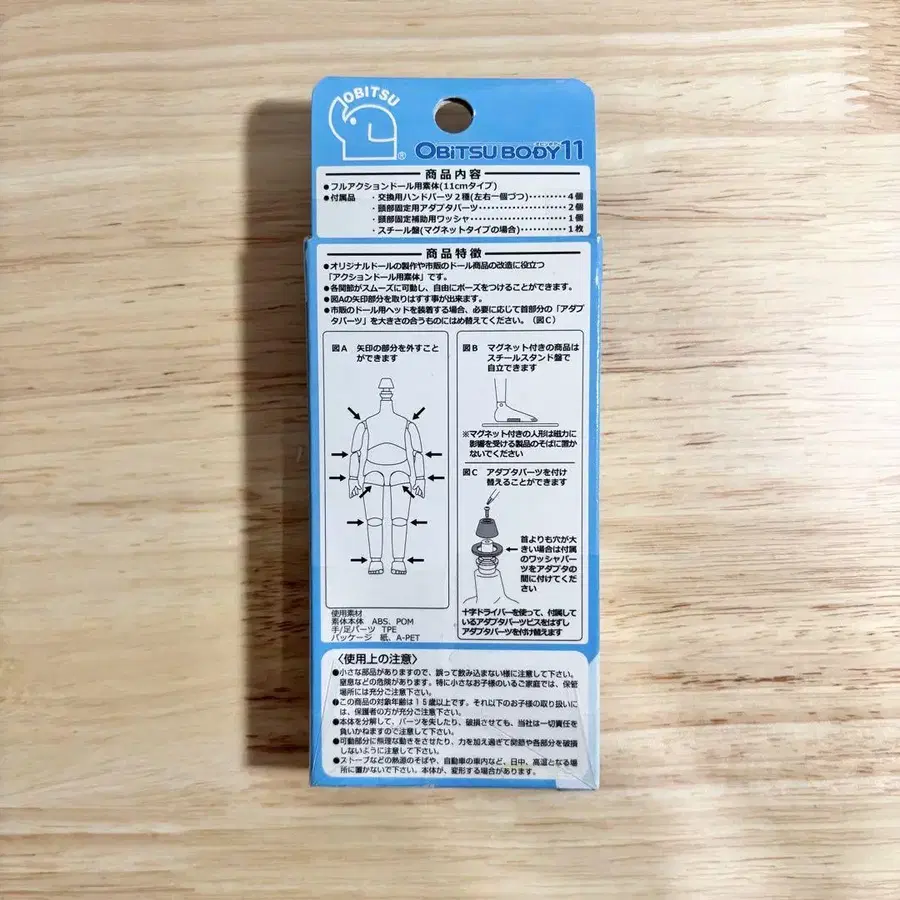 OBITSU
®
OBITSU BODY 11
商品内容
●フルアクションドール用素体(11cmタイプ)
●付属品 ・交換用ハンドパーツ2種(左右一個づつ)………4個
・頸部固定用アダプタパーツ………………2個
・頸部固定補助用ワッシャ…………………1個
・スチール盤(マグネットタイプの場合)…………1枚
商品特徴
●オリジナルドールの製作や市販のドール商品の改造に役立つ
「アクションドール用素体」です。
●各関節がスムーズに可動し、自由にポーズをつけることができます。
●図Aの矢印部分を取りはずす事が出来ます。
●市販のドール用ヘッドを装着する場合、必要に応じて首部分の「アダプ
タパーツ」を大きさの合うものにはめ替えてください。（図C）
図A 矢印の部分を外すこと
ができます
図B マグネット付きの商品は
スチールスタンド盤で
自立できます
※マグネット付きの人形は磁力に
影響を受ける製品のそばに置か
ないでください
図C アダプタパーツを付け
替えることができます
首よりも穴が大
きい場合は付属
のワッシャパー
ツをアダプタの
間に付けてくだ
さい
十字ドライバーを使って、付属して
いるアダプタパーツビスをはずし
アダプタパーツを付け替えます
使用素材
素体本体 ABS、POM
手/足パーツ TPE
パッケージ 紙、A-PET
〈使用上の注意〉
●小さな部品がありますので、誤って飲み込まない様に注意して下さい。
窒息などの危険があります。特に小さなお子様のいるご家庭では、保管
場所には充分ご注意下さい。
●この商品の対象年齢は15歳以上です。それ以下のお子様の取り扱いに
は、保護者の方が充分ご注意下さい。
●本体を分解して、パーツを失したり、破損させても、当社は一切責任を
負いかねますので注意して下さい。
●可動部分に無理な動きをさせたり、力を加え過ぎて関節や各部分を破損
しないように注意して下さい。
●ストーブなどの熱源のそばや、自動車の車内など、日中、高温となる場
所に置かないで下さい。本体が、変形する場合があります。